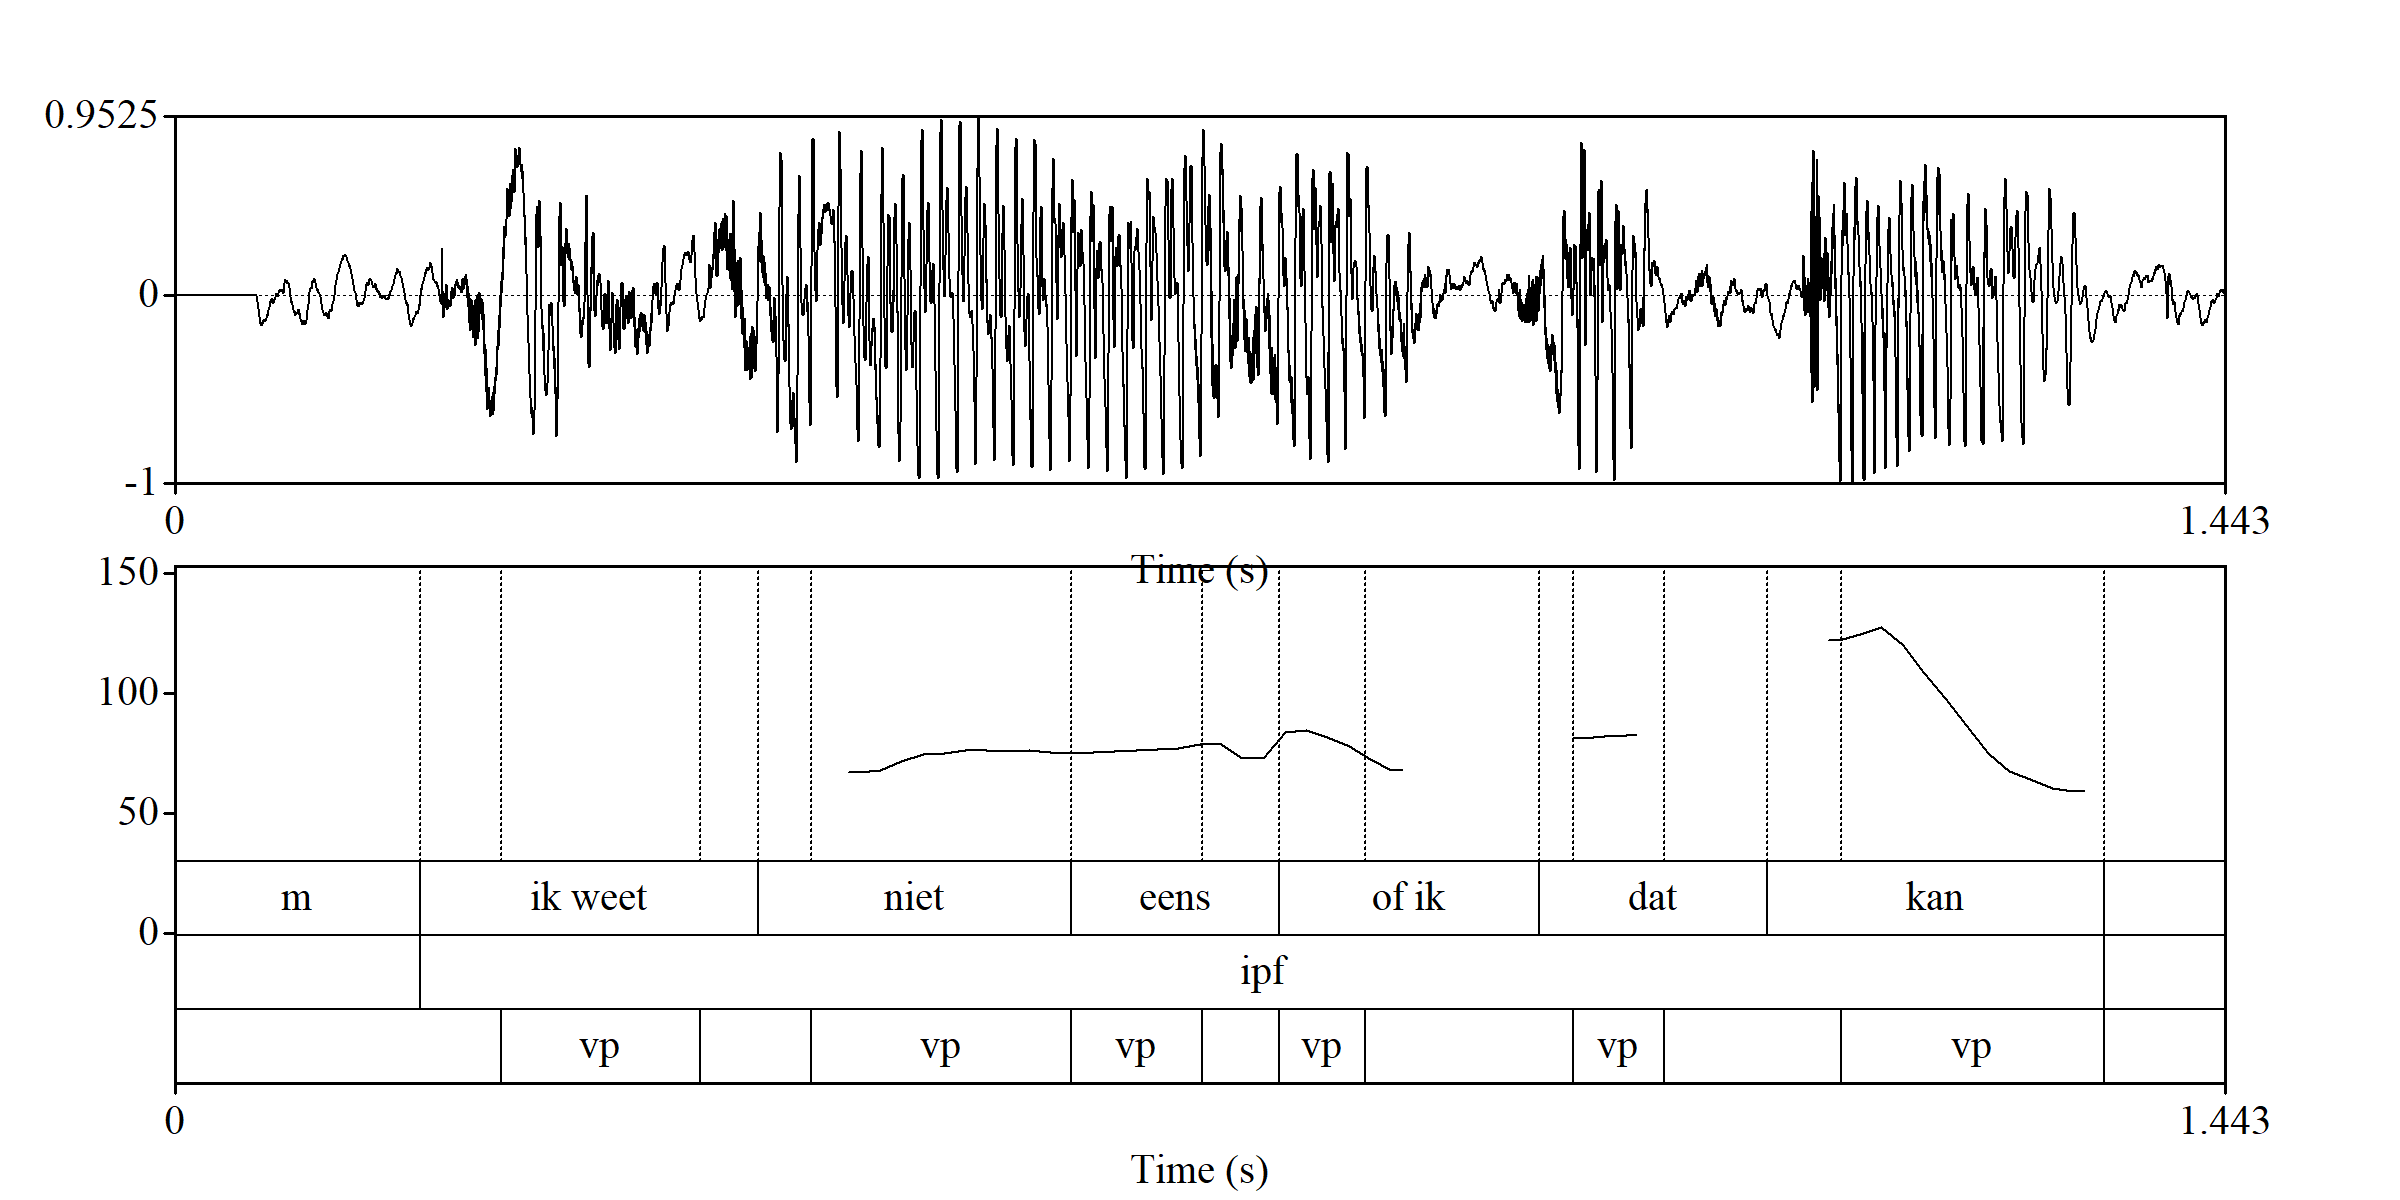 0.9525
0
-1
0 1.443
Time (s)
150
100
50
0
m ik weet niet eens of ik dat kan
ipf
vp vp vp vp vp vp
0 1.443
Time (s)